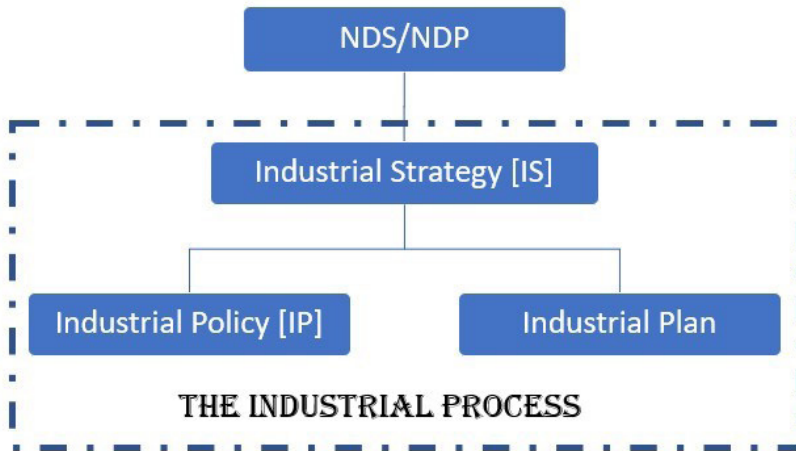 NDS/NDP
Industrial Strategy [IS]
Industrial Policy [IP]
Industrial Plan
THE INDUSTRIAL PROCESS